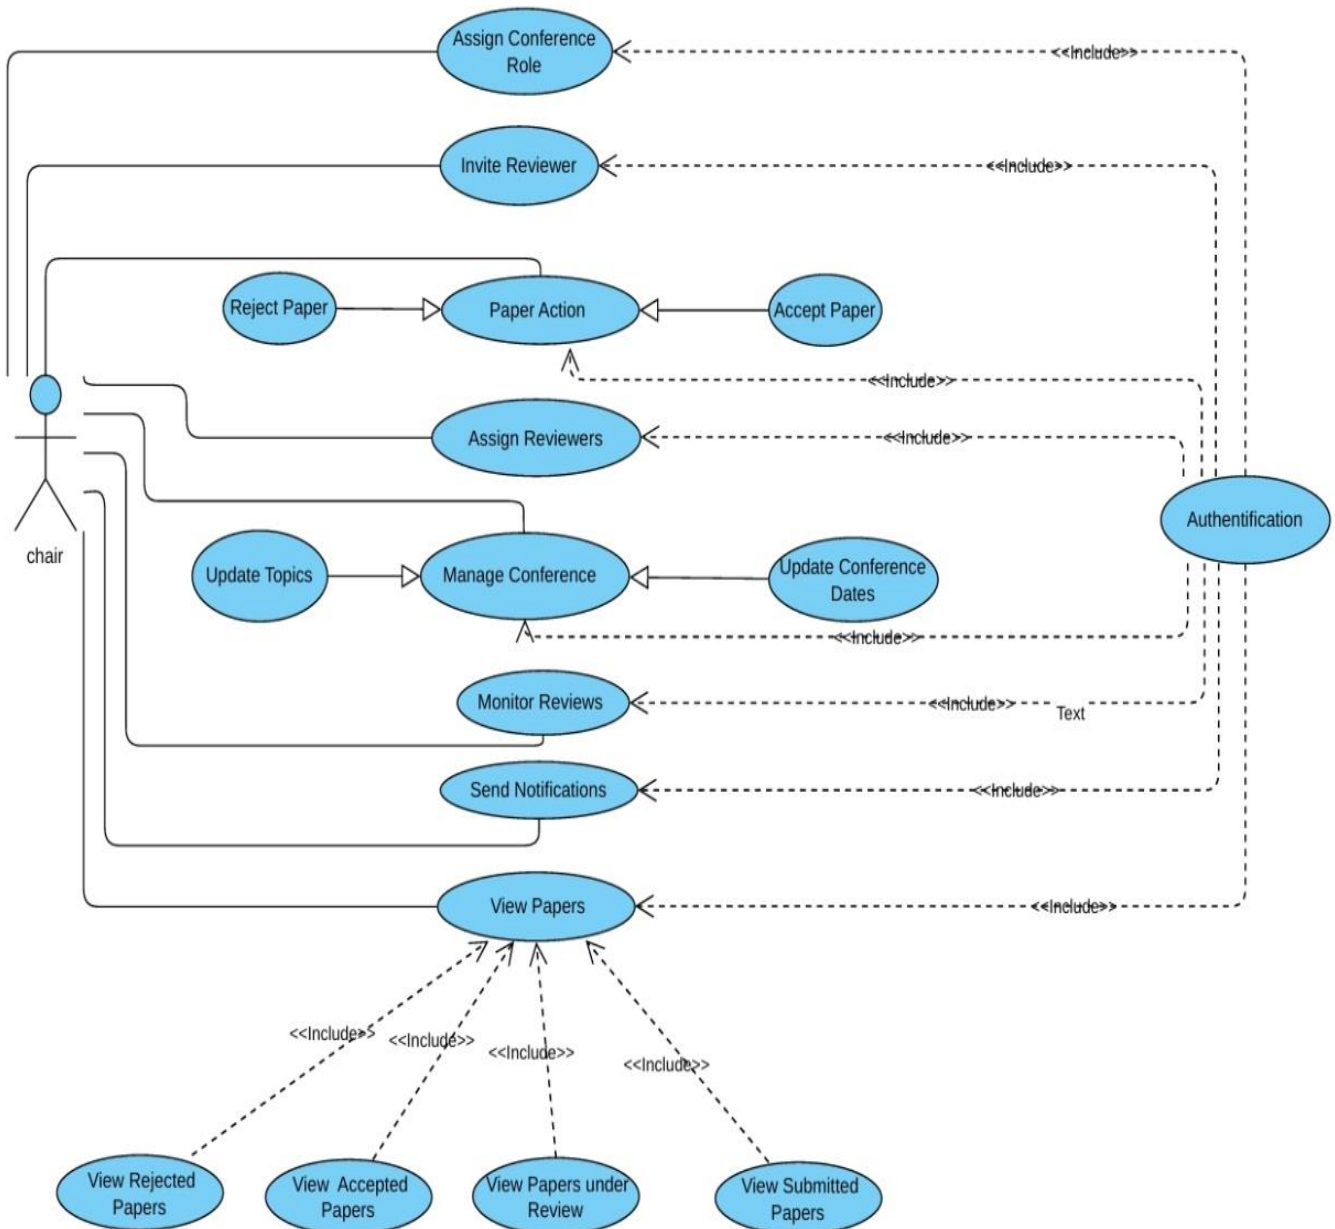 Assign Conference
Role
<<Include>>
Invite Reviewer
<<Include>>
Reject Paper
Paper Action
Accept Paper
<<Include>>
Assign Reviewers
<<Include>>
Authentification
chair
Update Topics
Manage Conference
Update Conference
Dates
<<Include>>
Monitor Reviews
<<Include>>
Text
Send Notifications
<<Include>>
View Papers
<<Include>>
<<Include>>
<<Include>>
<<Include>>
<<Include>>
View Rejected
Papers
View Accepted
Papers
View Papers under
Review
View Submitted
Papers